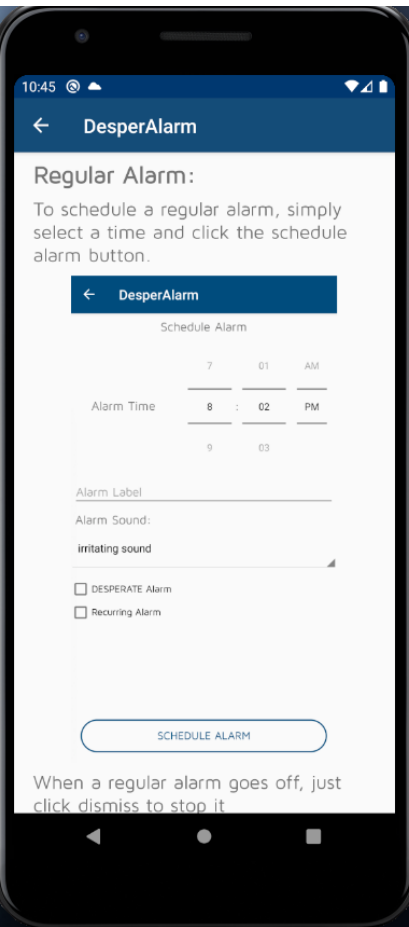 10:45
DesperAlarm
Regular Alarm:
To schedule a regular alarm, simply
select a time and click the schedule
alarm button.
DesperAlarm
Schedule Alarm
7 01 AM
Alarm Time 8 : 02 PM
9 03
Alarm Label
Alarm Sound:
irritating sound
DESPERATE Alarm
Recurring Alarm
SCHEDULE ALARM
When a regular alarm goes off, just
click dismiss to stop it